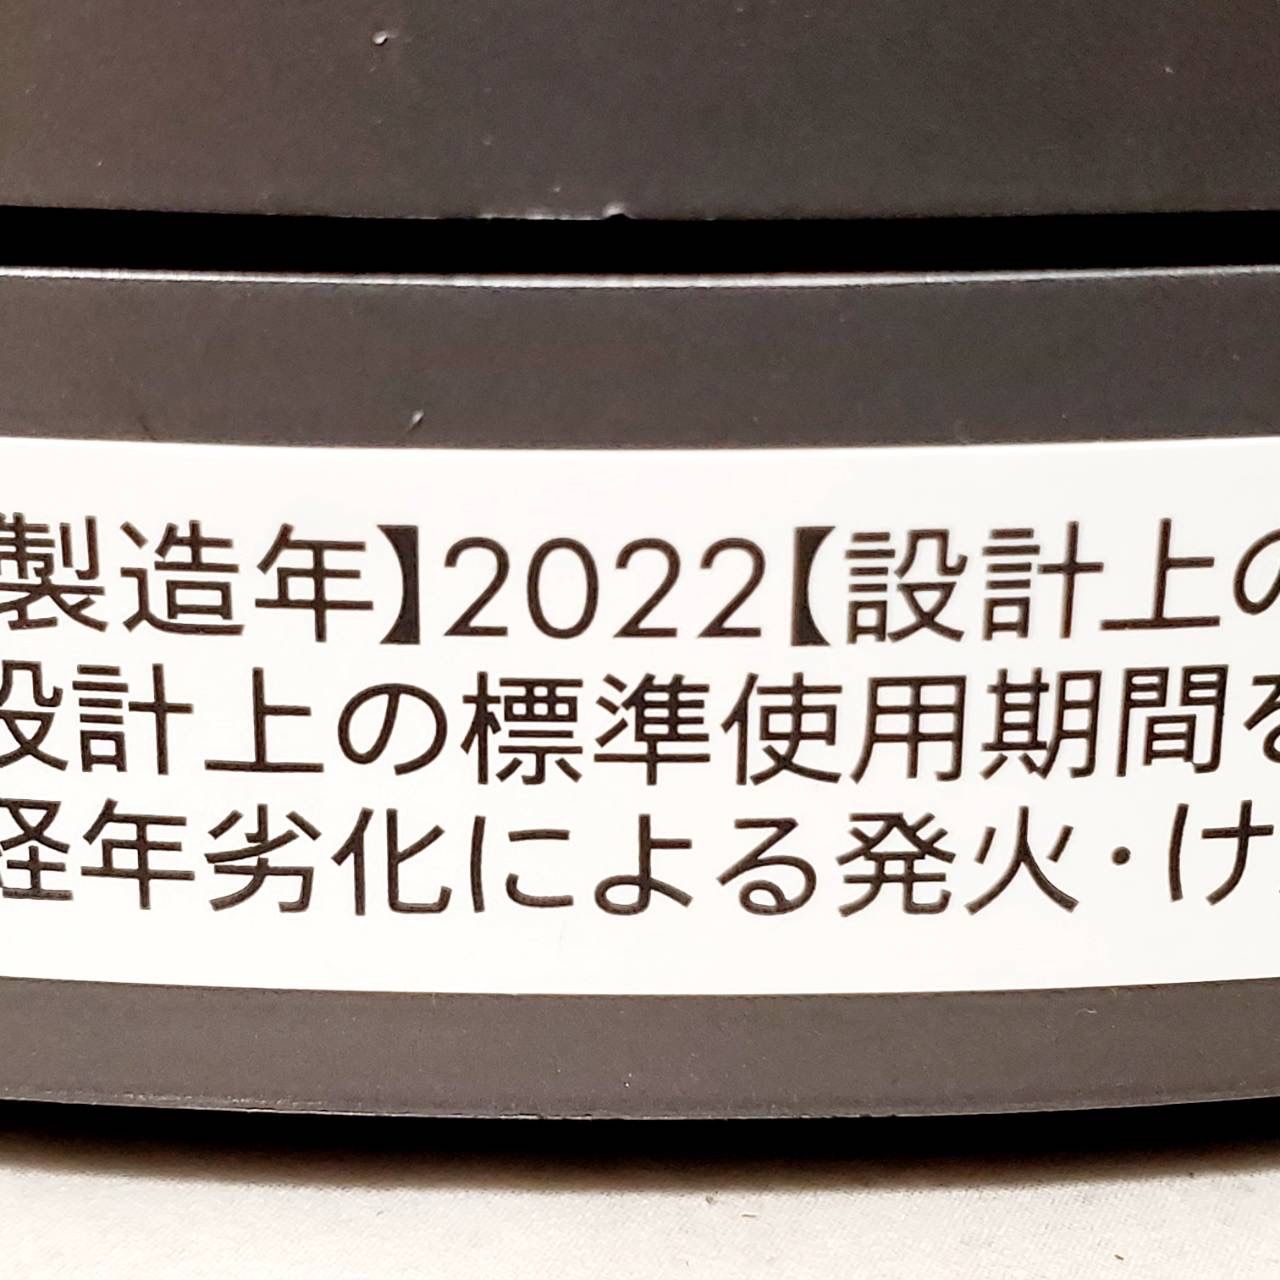 製造年】2022【設計上の
設計上の標準使用期間を
経年劣化による発火・け